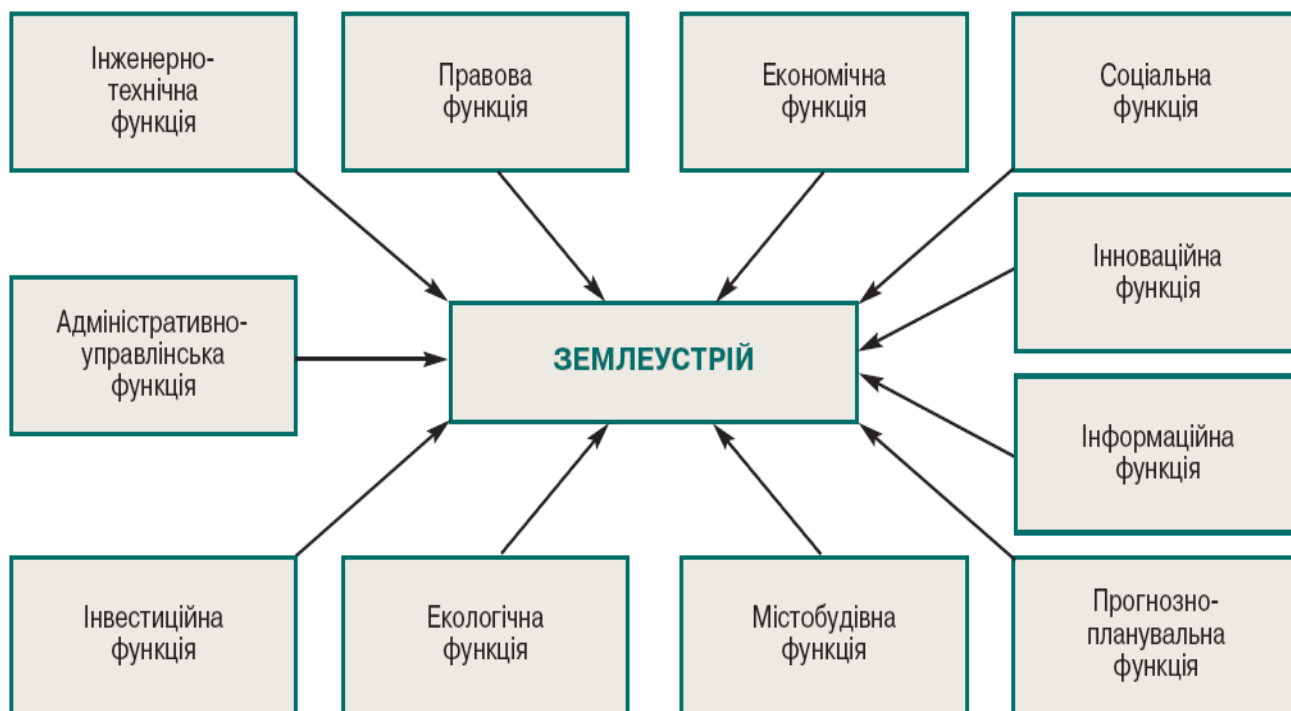 Інженерно-
технічна
функція
Правова
функція
Економічна
функція
Соціальна
функція
Інноваційна
функція
Адміністративно-
управлінська
функція
ЗЕМЛЕУСТРІЙ
Інформаційна
функція
Інвестиційна
функція
Екологічна
функція
Містобудівна
функція
Прогнозно-
планувальна
функція